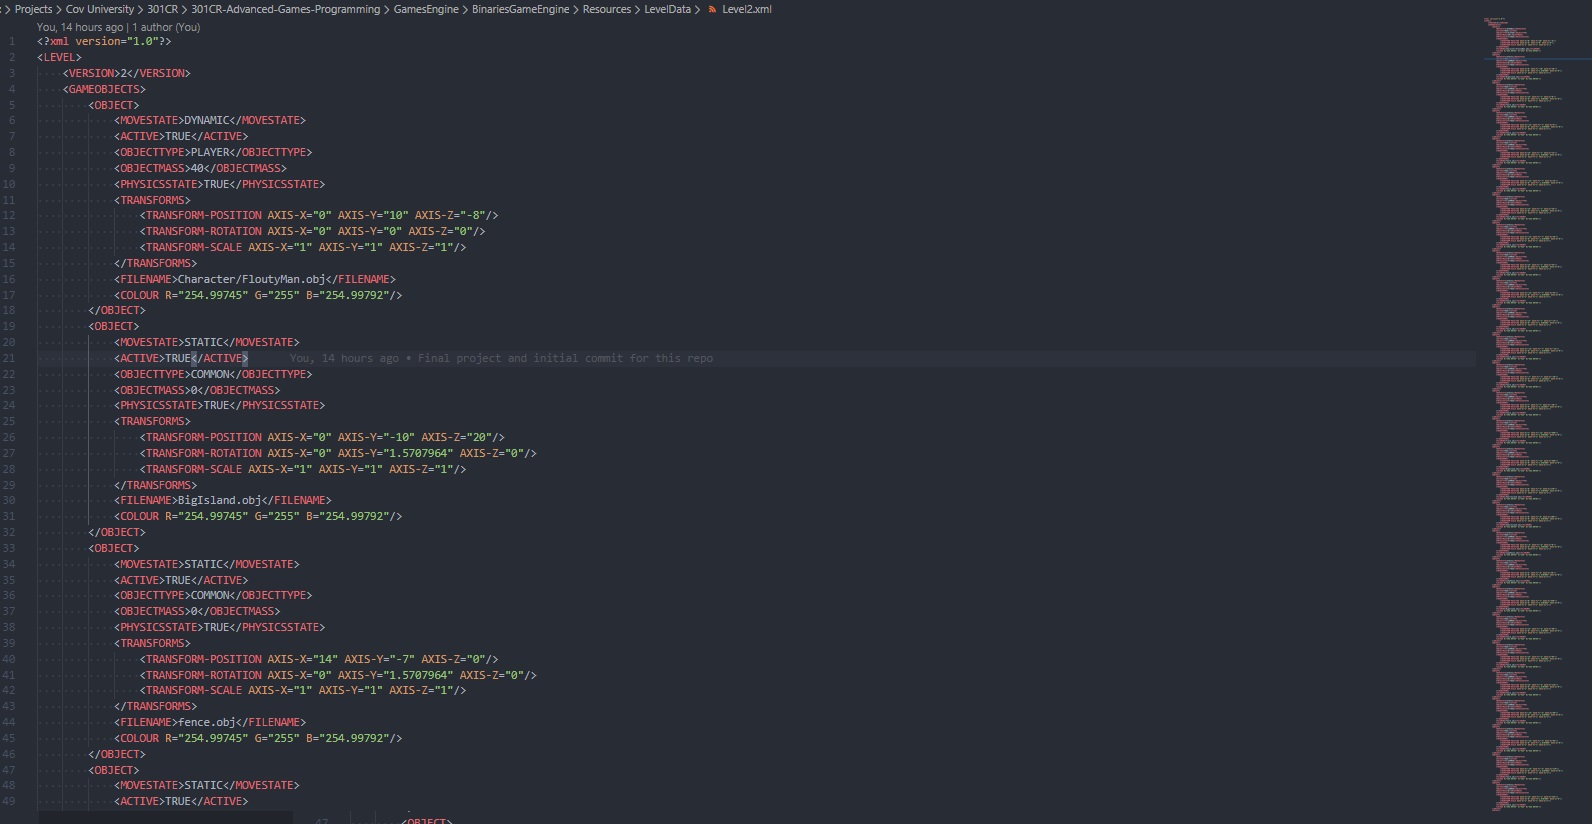 > Projects > Cov University > 301CR > 301CR-Advanced-Games-Programming > GamesEngine > BinariesGameEngine > Resources > LevelData > Level2.xml
You, 14 hours ago | 1 author (You)
1 <?xml version="1.0"?>
2 <LEVEL>
3 <VERSION>2</VERSION>
4 <GAMEOBJECTS>
5 <OBJECT>
6 <MOVESTATE>DYNAMIC</MOVESTATE>
7 <ACTIVE>TRUE</ACTIVE>
8 <OBJECTTYPE>PLAYER</OBJECTTYPE>
9 <OBJECTMASS>40</OBJECTMASS>
10 <PHYSICSSTATE>TRUE</PHYSICSSTATE>
11 <TRANSFORMS>
12 <TRANSFORM-POSITION AXIS-X="0" AXIS-Y="10" AXIS-Z="-8"/>
13 <TRANSFORM-ROTATION AXIS-X="0" AXIS-Y="0" AXIS-Z="0"/>
14 <TRANSFORM-SCALE AXIS-X="1" AXIS-Y="1" AXIS-Z="1"/>
15 </TRANSFORMS>
16 <FILENAME>Character/FloutyMan.obj</FILENAME>
17 <COLOUR R="254.99745" G="255" B="254.99792"/>
18 </OBJECT>
19 <OBJECT>
20 <MOVESTATE>STATIC</MOVESTATE>
21 <ACTIVE>TRUE</ACTIVE> You, 14 hours ago • Final project and initial commit for this repo
22 <OBJECTTYPE>COMMON</OBJECTTYPE>
23 <OBJECTMASS>0</OBJECTMASS>
24 <PHYSICSSTATE>TRUE</PHYSICSSTATE>
25 <TRANSFORMS>
26 <TRANSFORM-POSITION AXIS-X="0" AXIS-Y="-10" AXIS-Z="20"/>
27 <TRANSFORM-ROTATION AXIS-X="0" AXIS-Y="1.5707964" AXIS-Z="0"/>
28 <TRANSFORM-SCALE AXIS-X="1" AXIS-Y="1" AXIS-Z="1"/>
29 </TRANSFORMS>
30 <FILENAME>BigIsland.obj</FILENAME>
31 <COLOUR R="254.99745" G="255" B="254.99792"/>
32 </OBJECT>
33 <OBJECT>
34 <MOVESTATE>STATIC</MOVESTATE>
35 <ACTIVE>TRUE</ACTIVE>
36 <OBJECTTYPE>COMMON</OBJECTTYPE>
37 <OBJECTMASS>0</OBJECTMASS>
38 <PHYSICSSTATE>TRUE</PHYSICSSTATE>
39 <TRANSFORMS>
40 <TRANSFORM-POSITION AXIS-X="14" AXIS-Y="-7" AXIS-Z="0"/>
41 <TRANSFORM-ROTATION AXIS-X="0" AXIS-Y="1.5707964" AXIS-Z="0"/>
42 <TRANSFORM-SCALE AXIS-X="1" AXIS-Y="1" AXIS-Z="1"/>
43 </TRANSFORMS>
44 <FILENAME>fence.obj</FILENAME>
45 <COLOUR R="254.99745" G="255" B="254.99792"/>
46 </OBJECT>
47 <OBJECT>
48 <MOVESTATE>STATIC</MOVESTATE>
49 <ACTIVE>TRUE</ACTIVE>
47 <OBJECT>